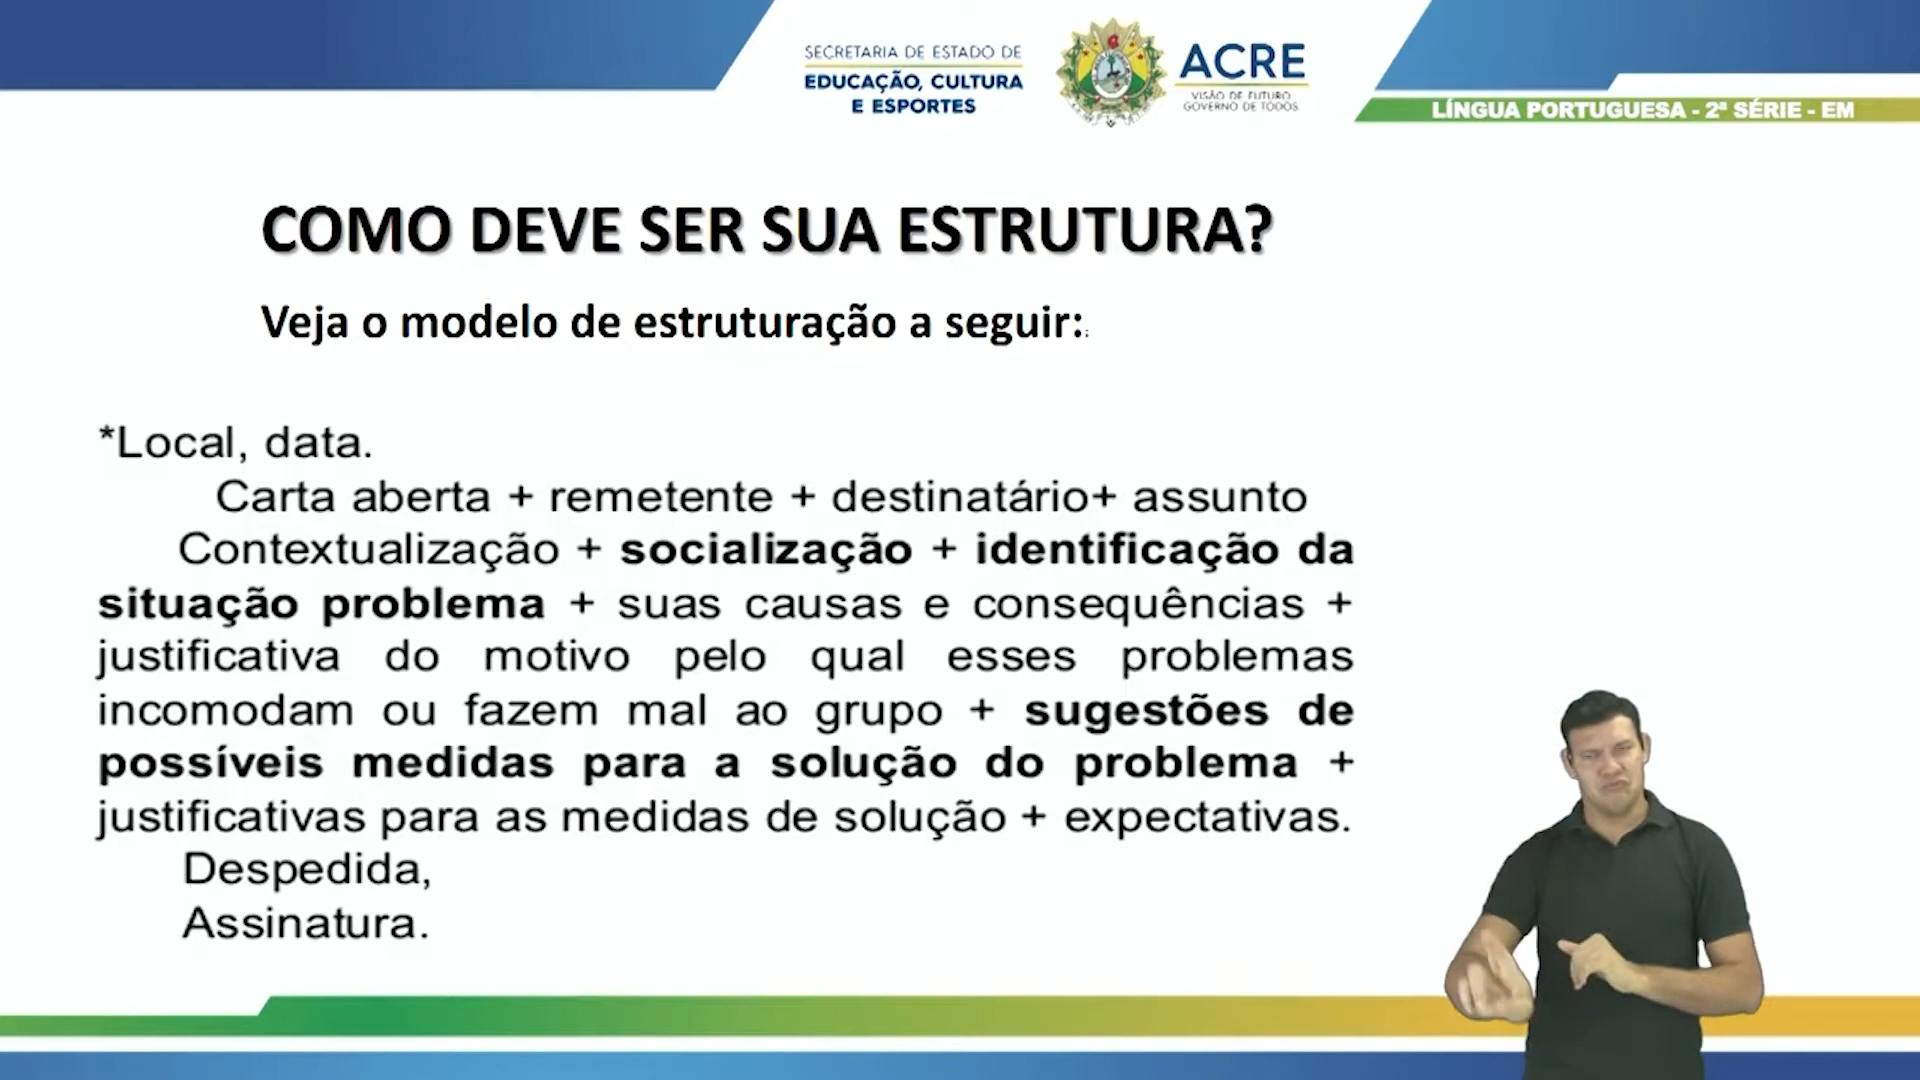 SECRETARIA DE ESTADO DE
EDUCAÇÃO, CULTURA
E ESPORTES
ACRE
VISÃO DE FUTURO
GOVERNO DE TODOS
LÍNGUA PORTUGUESA - 2ª SÉRIE - EM
COMO DEVE SER SUA ESTRUTURA?
Veja o modelo de estruturação a seguir:
*Local, data.
Carta aberta + remetente + destinatário+ assunto
Contextualização + socialização + identificação da
situação problema + suas causas e consequências +
justificativa do motivo pelo qual esses problemas
incomodam ou fazem mal ao grupo + sugestões de
possíveis medidas para a solução do problema +
justificativas para as medidas de solução + expectativas.
Despedida,
Assinatura.